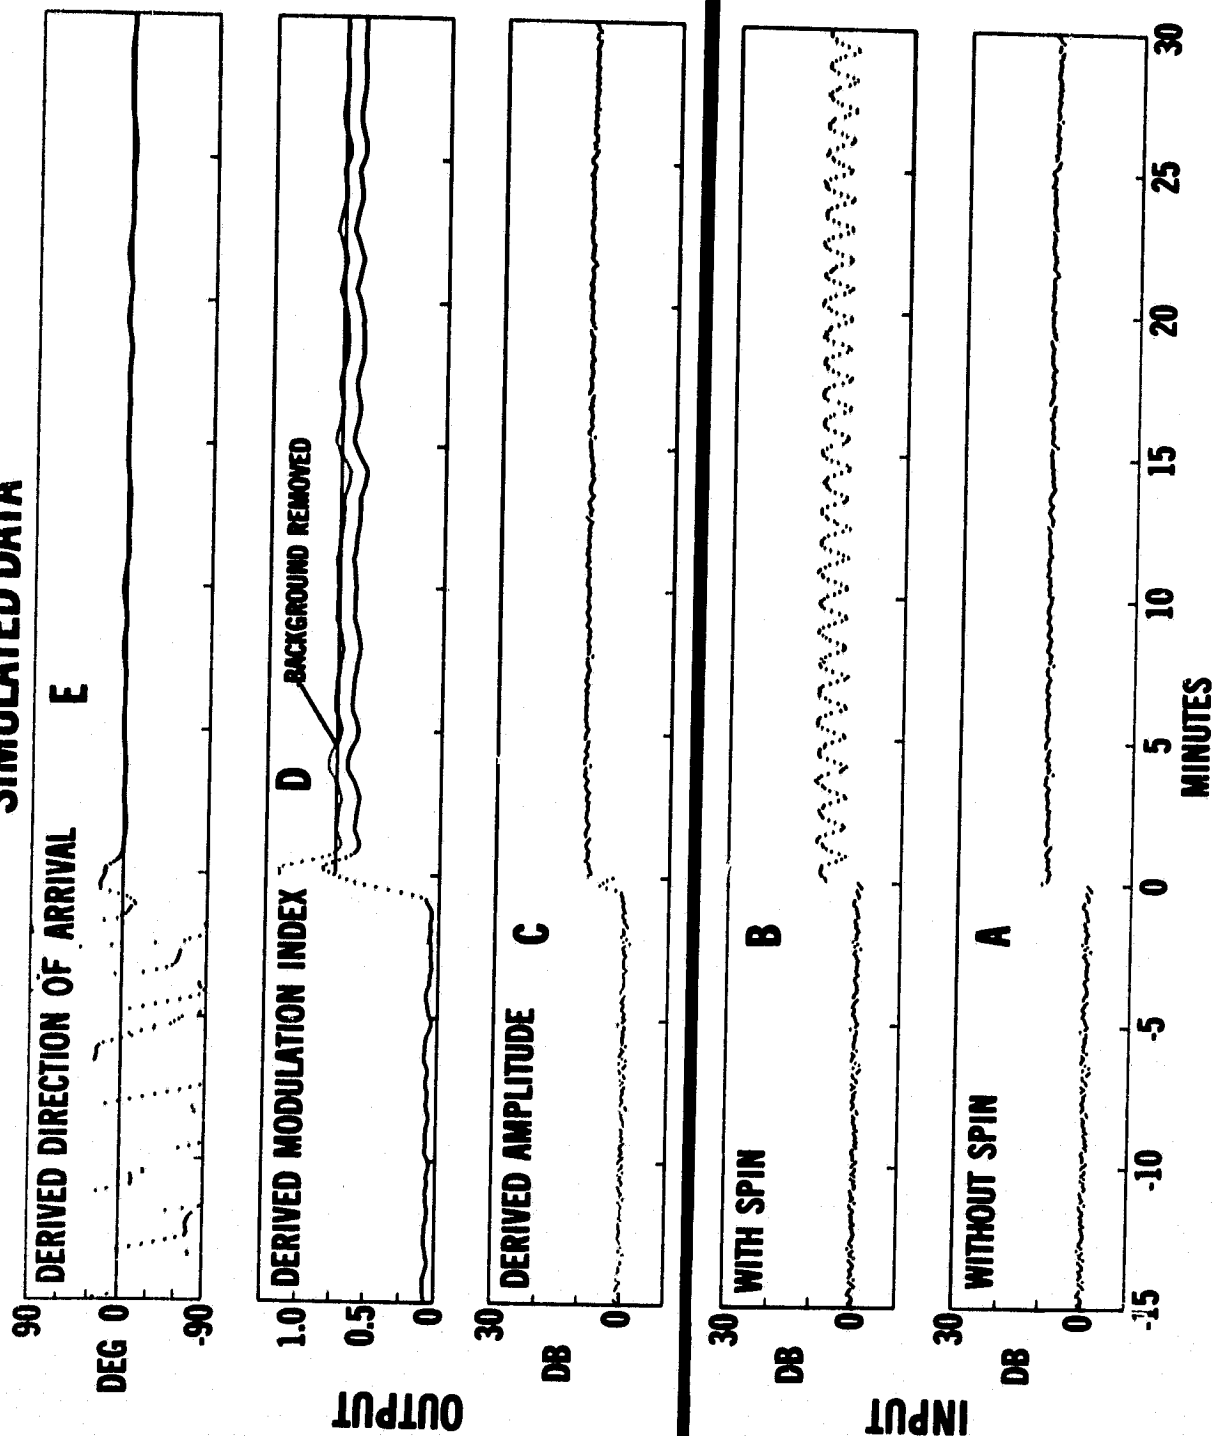 SIMULATED DATA
DERIVED DIRECTION OF ARRIVAL E
90
DEG 0
-90
DERIVED MODULATION INDEX D
BACKGROUND REMOVED
1.0
0.5
0
DERIVED AMPLITUDE C
30
DB
0
OUTPUT
WITH SPIN B
30
DB
0
WITHOUT SPIN A
30
DB
0
INPUT
-15 -10 -5 0 5 10 15 20 25 30
MINUTES